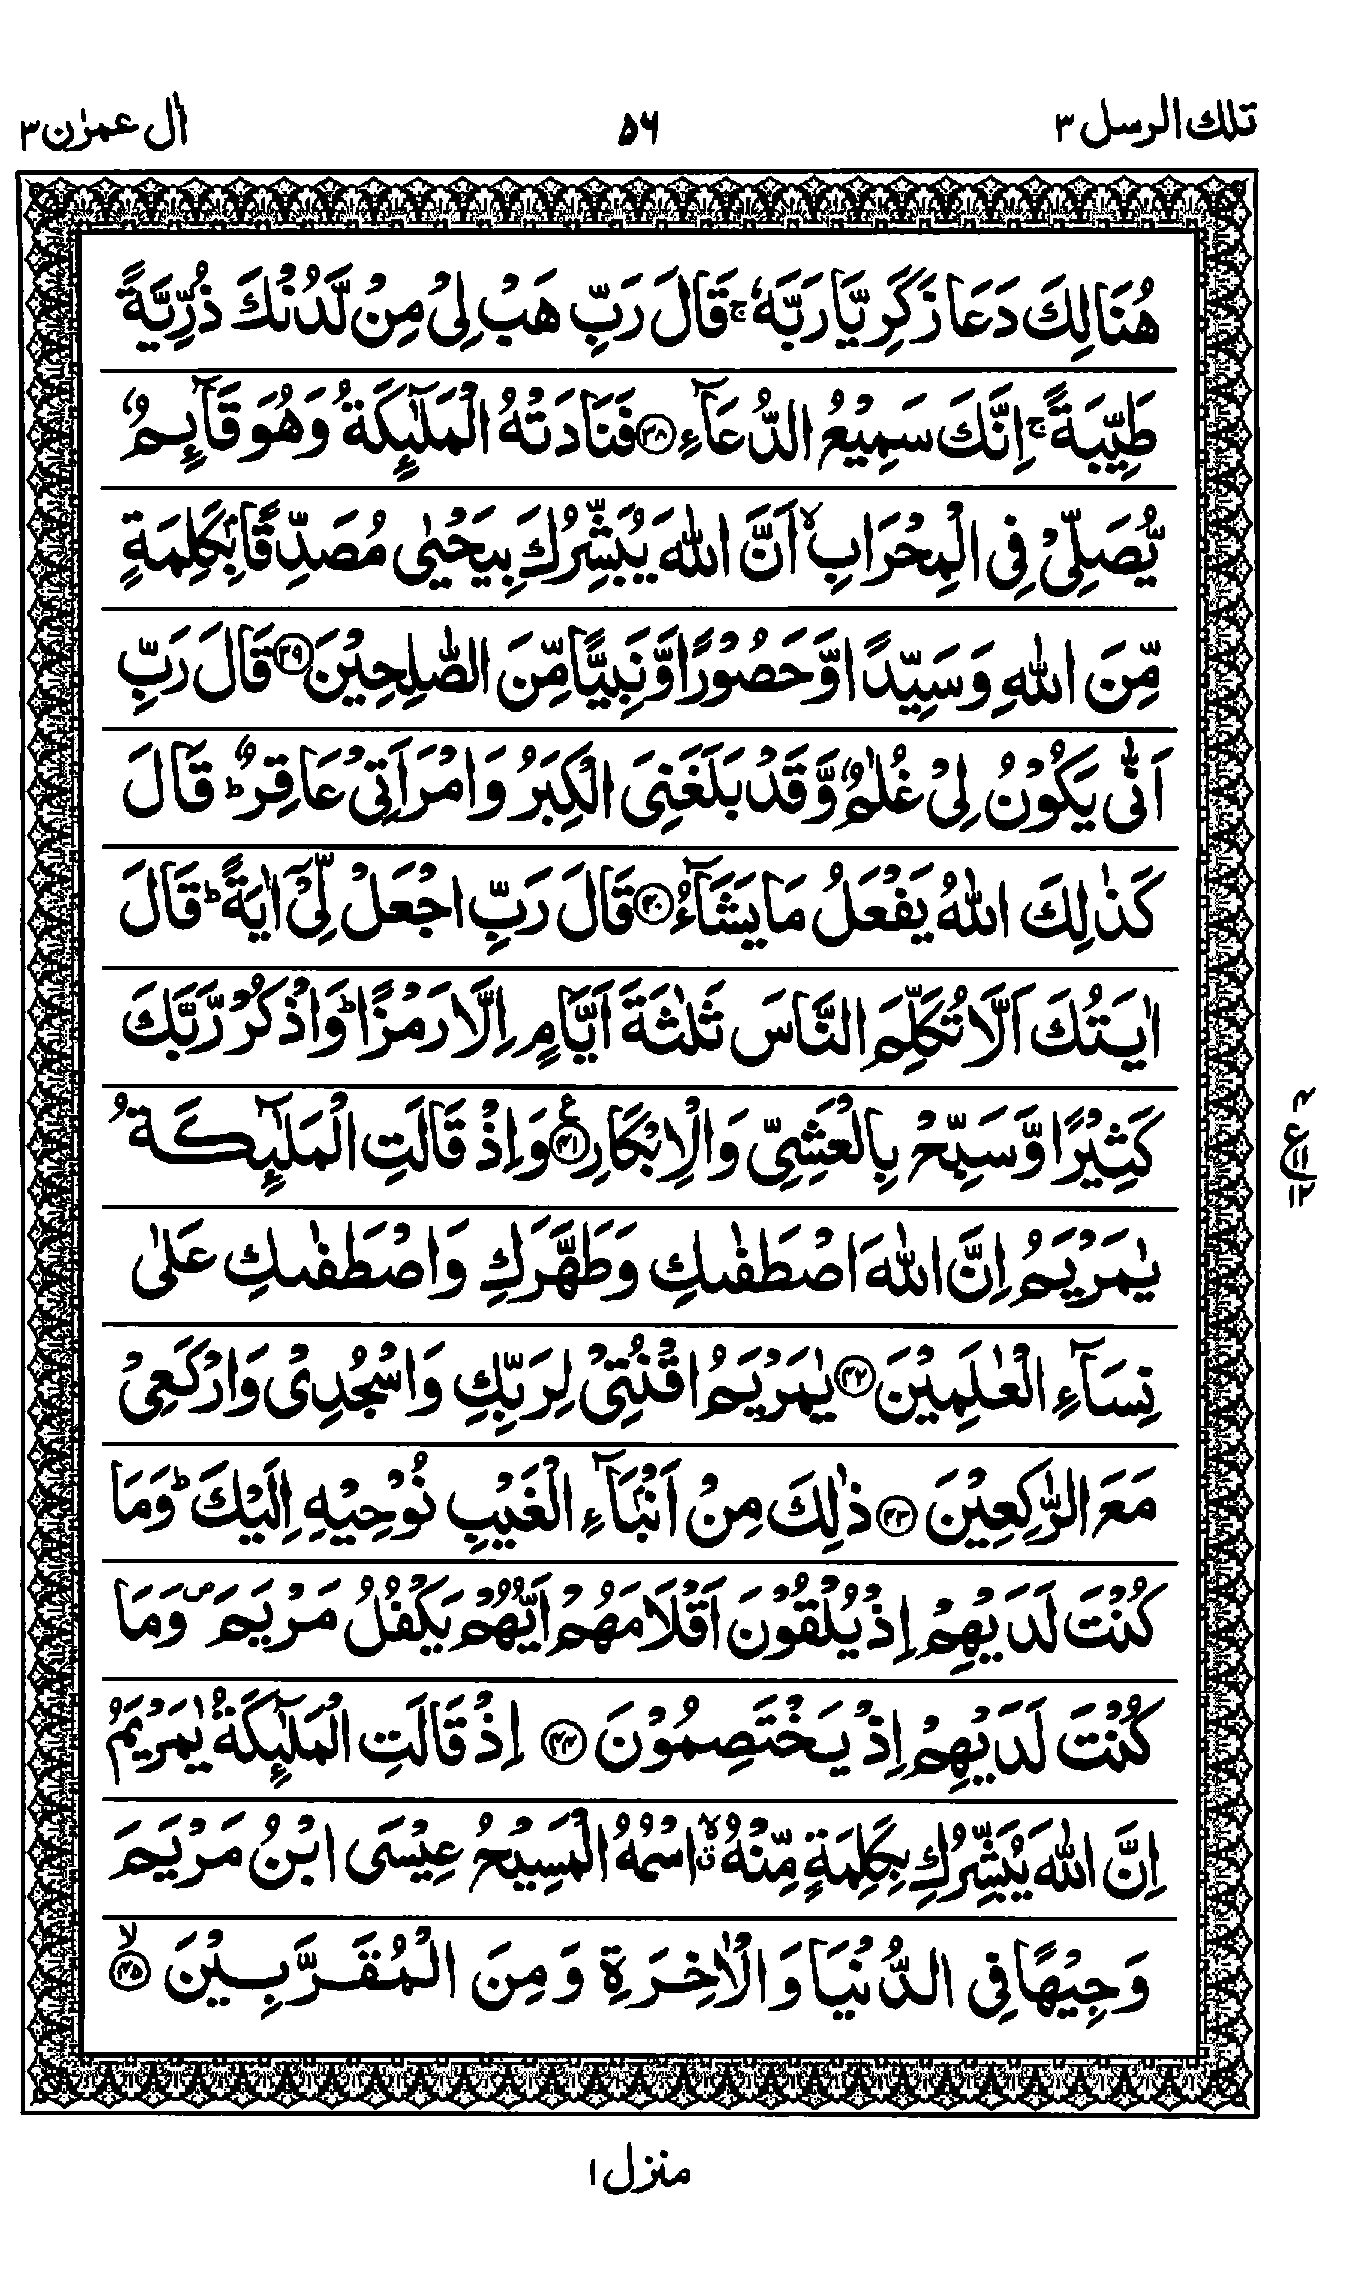 تلك الرسل ٣ ٥٦ اٰل عمرٰن ٣
هُنَالِكَ دَعَا زَكَرِيَّا رَبَّهٗ ۚ قَالَ رَبِّ هَبْ لِىْ مِنْ لَّدُنْكَ ذُرِّيَّةً
طَيِّبَةً ۚ اِنَّكَ سَمِيْعُ الدُّعَآءِ ﴿٣٨﴾ فَنَادَتْهُ الْمَلٰٓئِكَةُ وَهُوَ قَآئِمٌ
يُّصَلِّىْ فِى الْمِحْرَابِ ۙ اَنَّ اللّٰهَ يُبَشِّرُكَ بِيَحْيٰى مُصَدِّقًاۢ بِكَلِمَةٍ
مِّنَ اللّٰهِ وَسَيِّدًا وَّحَصُوْرًا وَّنَبِيًّا مِّنَ الصّٰلِحِيْنَ ﴿٣٩﴾ قَالَ رَبِّ
اَنّٰى يَكُوْنُ لِىْ غُلٰمٌ وَّقَدْ بَلَغَنِىَ الْكِبَرُ وَامْرَاَتِىْ عَاقِرٌ ؕ قَالَ
كَذٰلِكَ اللّٰهُ يَفْعَلُ مَا يَشَآءُ ﴿٤٠﴾ قَالَ رَبِّ اجْعَلْ لِّىْٓ اٰيَةً ؕ قَالَ
اٰيَتُكَ اَلَّا تُكَلِّمَ النَّاسَ ثَلٰثَةَ اَيَّامٍ اِلَّا رَمْزًا ؕ وَاذْكُرْ رَّبَّكَ
كَثِيْرًا وَّسَبِّحْ بِالْعَشِىِّ وَالْاِبْكَارِ ﴿٤١﴾ ع وَاِذْ قَالَتِ الْمَلٰٓئِكَةُ
٤ ع ١١ ١٢
يٰمَرْيَمُ اِنَّ اللّٰهَ اصْطَفٰىكِ وَطَهَّرَكِ وَاصْطَفٰىكِ عَلٰى
نِسَآءِ الْعٰلَمِيْنَ ﴿٤٢﴾ يٰمَرْيَمُ اقْنُتِىْ لِرَبِّكِ وَاسْجُدِىْ وَارْكَعِىْ
مَعَ الرّٰكِعِيْنَ ﴿٤٣﴾ ذٰلِكَ مِنْ اَنْۢبَآءِ الْغَيْبِ نُوْحِيْهِ اِلَيْكَ ؕ وَمَا
كُنْتَ لَدَيْهِمْ اِذْ يُلْقُوْنَ اَقْلَامَهُمْ اَيُّهُمْ يَكْفُلُ مَرْيَمَ ۪ وَمَا
كُنْتَ لَدَيْهِمْ اِذْ يَخْتَصِمُوْنَ ﴿٤٤﴾ اِذْ قَالَتِ الْمَلٰٓئِكَةُ يٰمَرْيَمُ
اِنَّ اللّٰهَ يُبَشِّرُكِ بِكَلِمَةٍ مِّنْهُ ۙ اسْمُهُ الْمَسِيْحُ عِيْسَى ابْنُ مَرْيَمَ
وَجِيْهًا فِى الدُّنْيَا وَالْاٰخِرَةِ وَمِنَ الْمُقَرَّبِيْنَ ۙ ﴿٤٥﴾
منزل ١